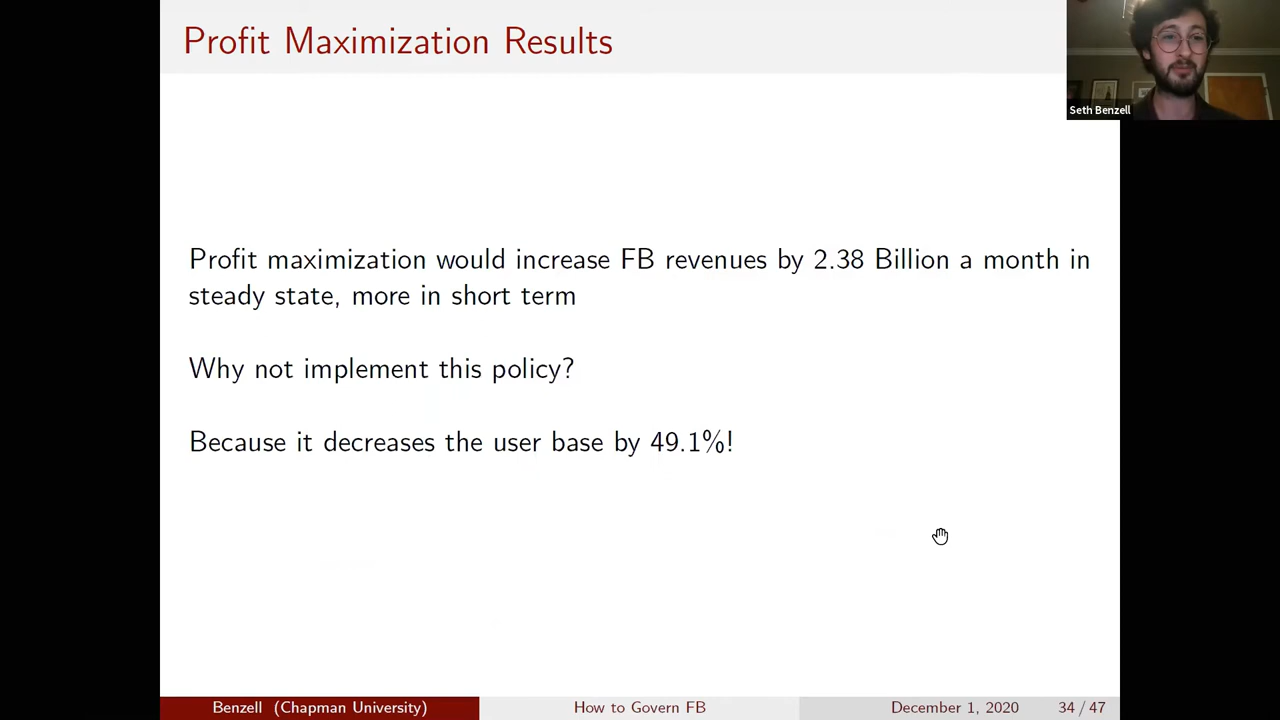 Profit Maximization Results
Seth Benzell
Profit maximization would increase FB revenues by 2.38 Billion a month in
steady state, more in short term
Why not implement this policy?
Because it decreases the user base by 49.1%!
Benzell (Chapman University)
How to Govern FB
December 1, 2020
34 / 47